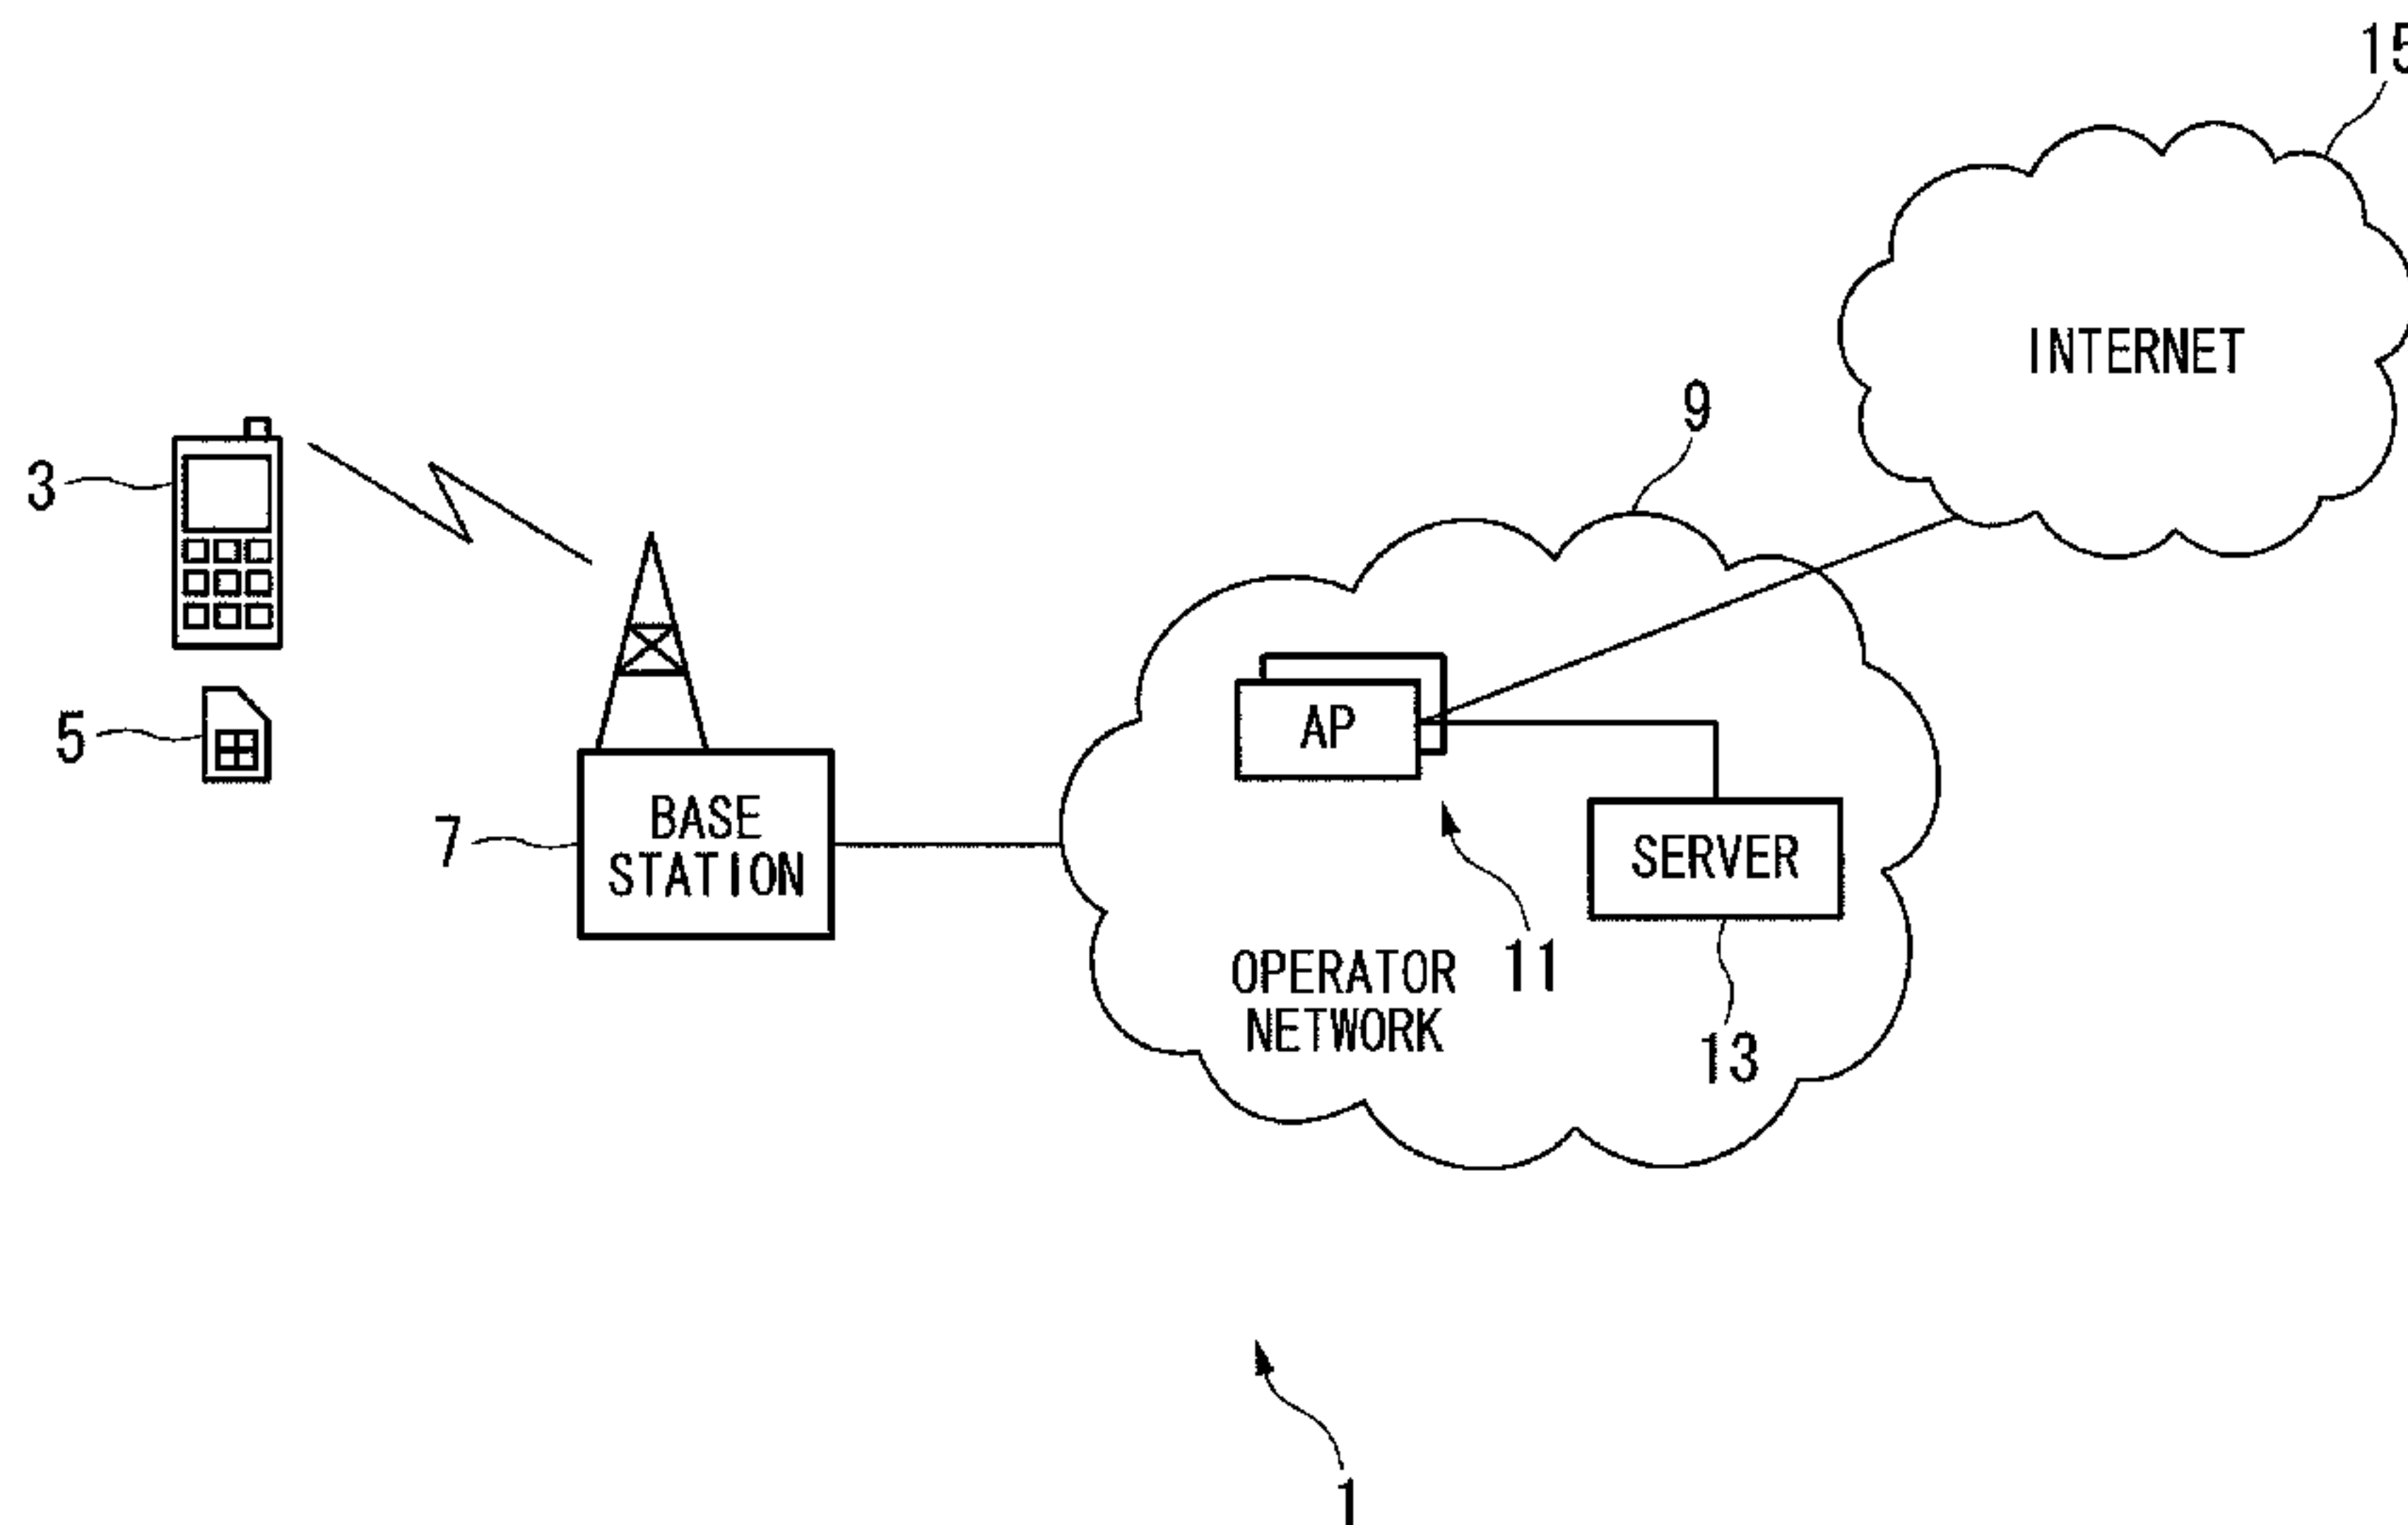 15
INTERNET
9
3
5
AP
7
BASE
STATION
SERVER
OPERATOR
NETWORK
11
13
1